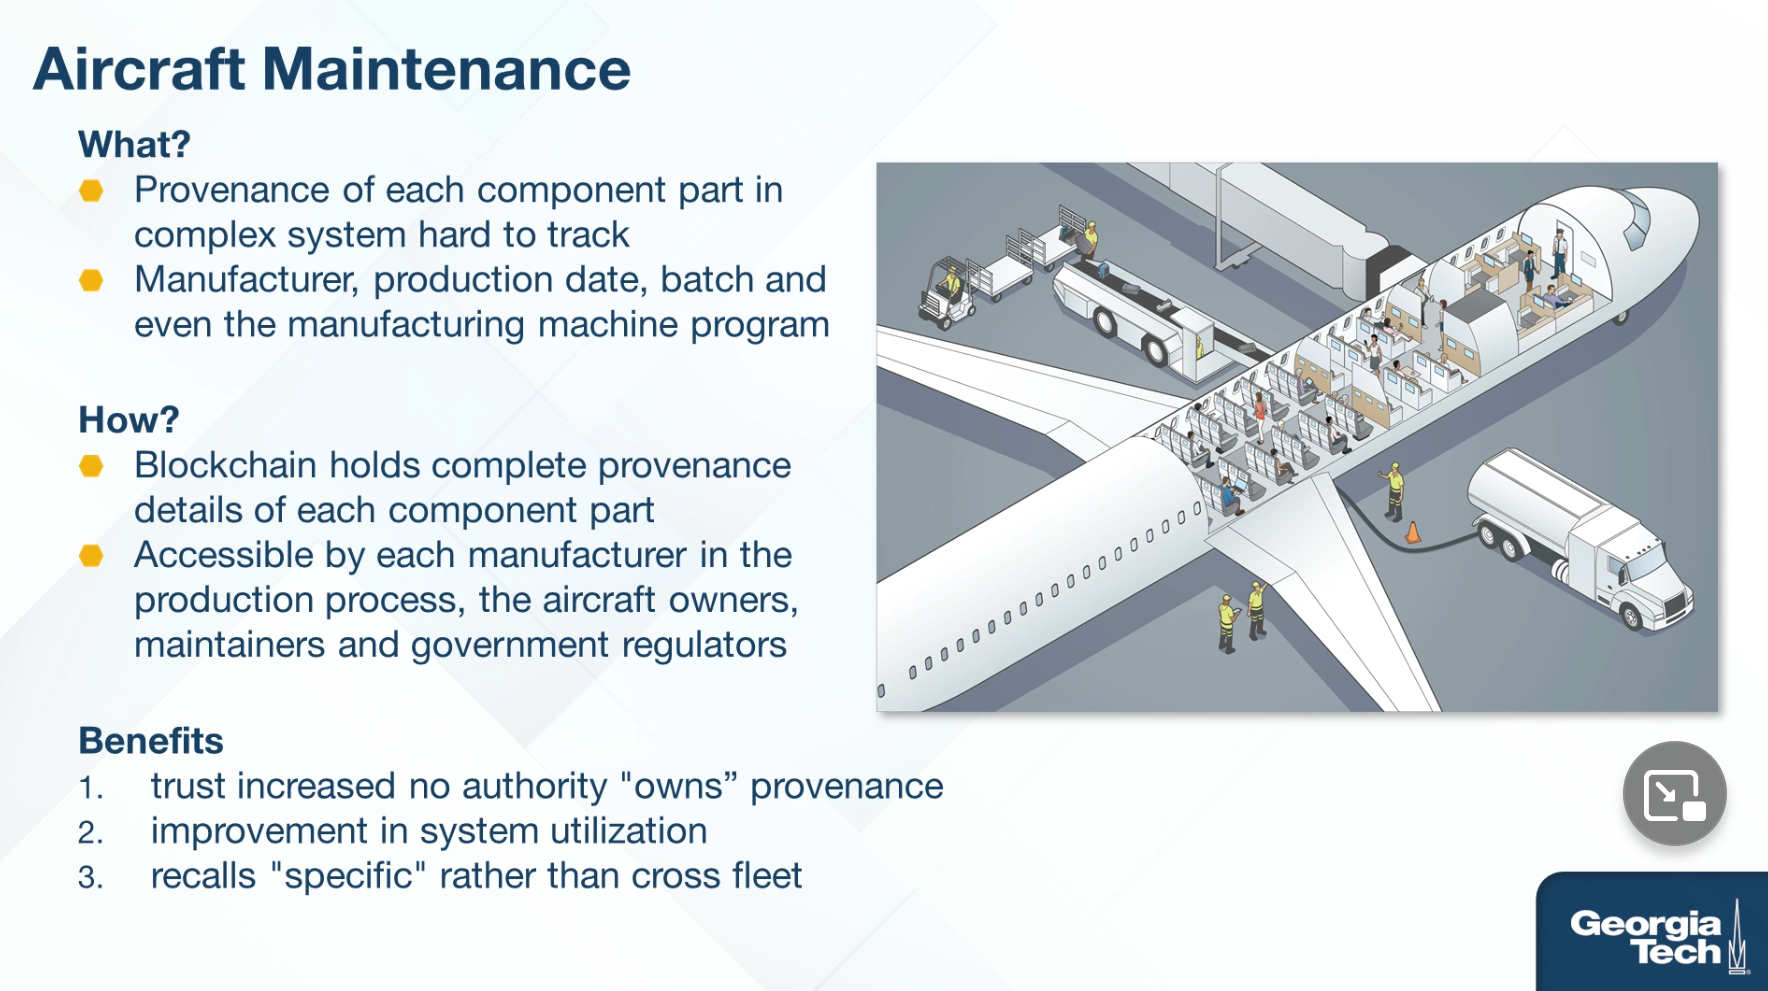 Aircraft Maintenance
What?
Provenance of each component part in
complex system hard to track
Manufacturer, production date, batch and
even the manufacturing machine program
How?
Blockchain holds complete provenance
details of each component part
Accessible by each manufacturer in the
production process, the aircraft owners,
maintainers and government regulators
Benefits
1. trust increased no authority "owns” provenance
2. improvement in system utilization
3. recalls "specific" rather than cross fleet
Georgia
Tech